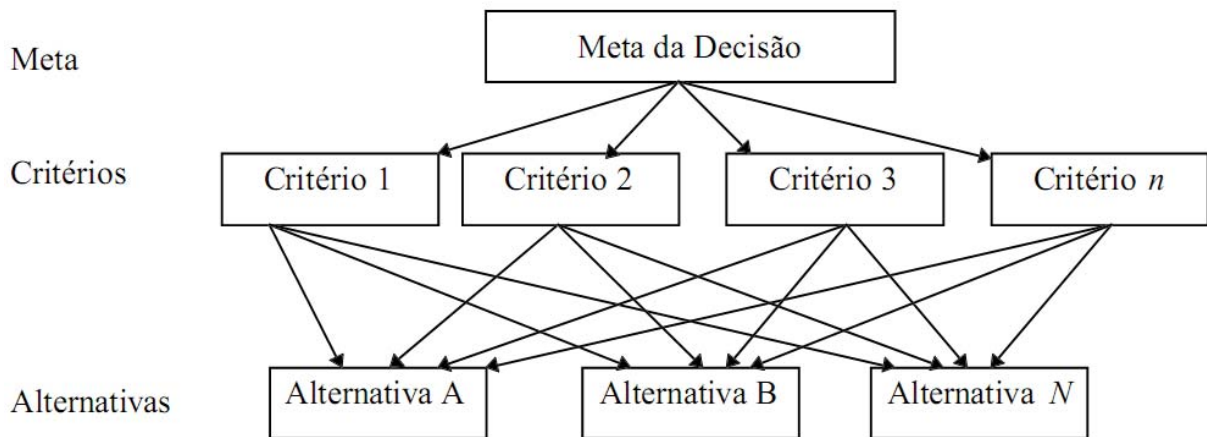 Meta
Meta da Decisão
Critérios
Critério 1
Critério 2
Critério 3
Critério n
Alternativas
Alternativa A
Alternativa B
Alternativa N